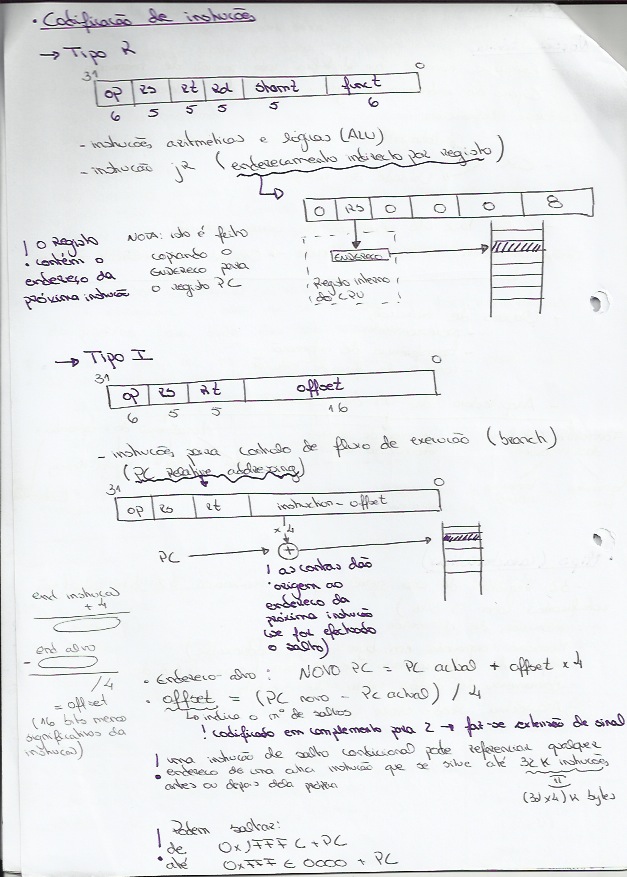 • Codificação de instruções
→ Tipo R
31 0
op rs rt rd shamt funct
6 5 5 5 5 6
- instruções aritméticas e lógicas (ALU)
- instrução jr (endereçamento indirecto por registo)
0 rs 0 0 0 8
! O Registo
contém o
endereço da
próxima instrução
NOTA: isto é feito
copiando o
ENDEREÇO para
o registo PC
ENDEREÇO
Registo interno
do CPU
→ Tipo I
31 0
op rs rt offset
6 5 5 16
- instruções para controlo de fluxo de execução (branch)
(PC Relative addressing)
31 0
op rs rt instruction-offset
x 4
PC → +
! as contas dão
origem ao
endereço da
próxima instrução
(se for efectuado
o salto)
end instrução
+ 4
end alvo
-
/ 4
= offset
(16 bits menos
significativos da
instrução)
• Endereço-alvo : NOVO PC = PC actual + offset x 4
• offset = (PC novo - PC actual) / 4
↳ indica o nº de saltos
! codificado em complemento para 2 → faz-se extensão de sinal
! uma instrução de salto condicional pode referenciar qualquer
endereço de uma outra instrução que se situe até 32 K instruções
antes ou depois dela própria
=
(32x4) K bytes
! Podem saltar:
de 0x1FFFC + PC
até + PC